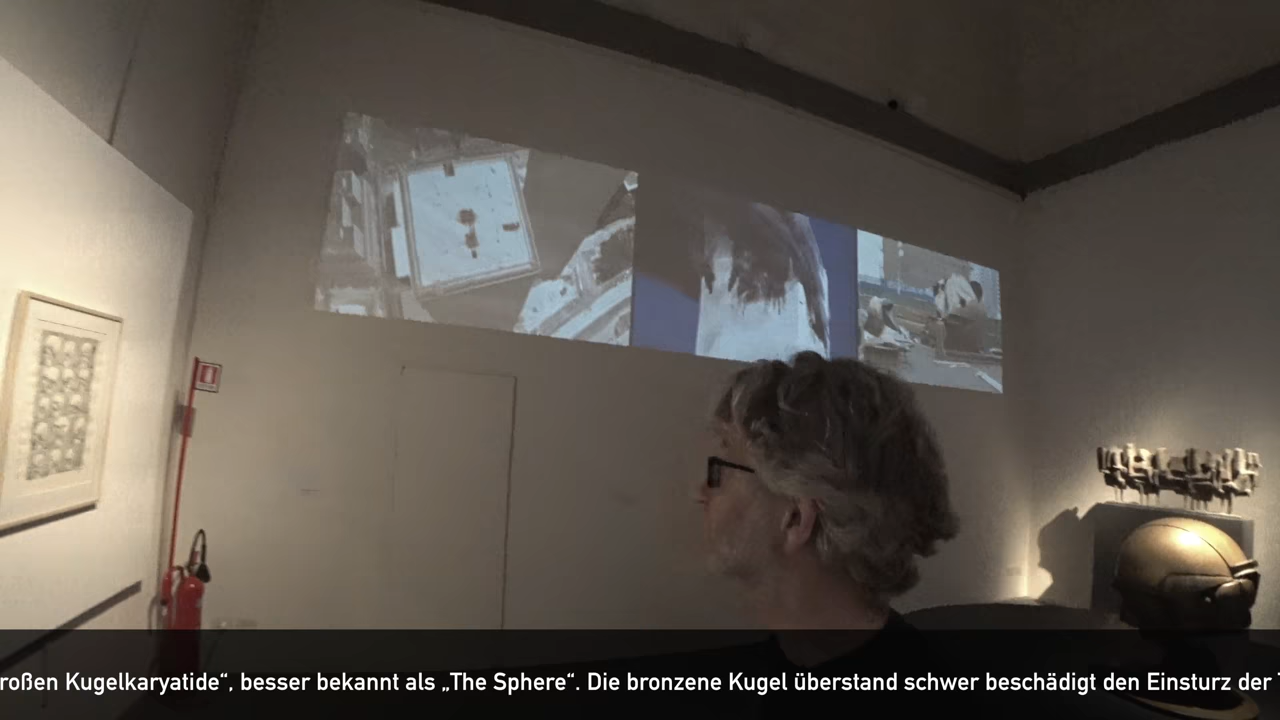 roßen Kugelkaryatide“, besser bekannt als „The Sphere“. Die bronzene Kugel überstand schwer beschädigt den Einsturz der